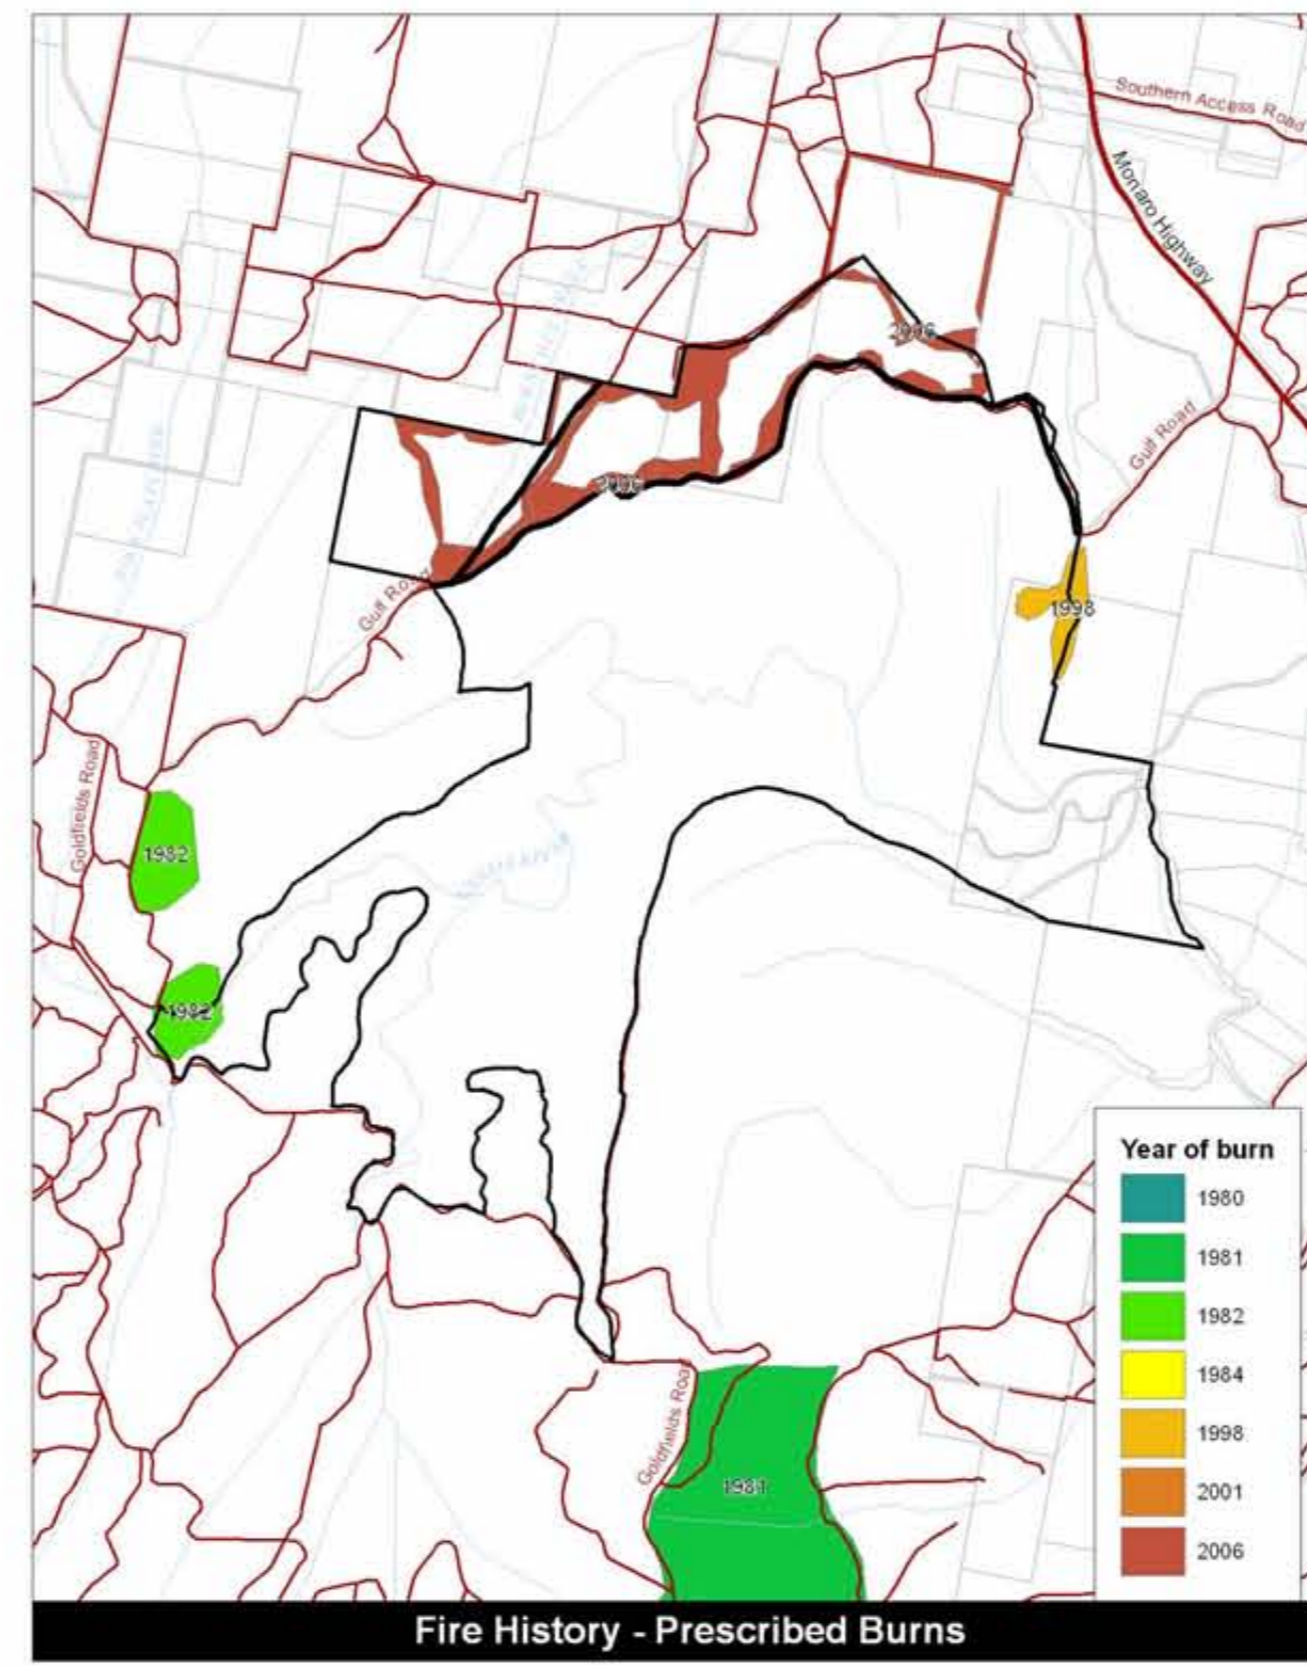 Southern Access Road
Monaro Highway
2006
Gulf Road
2006
Gulf Road
1998
Goldfields Road
1982
1982
Year of burn
1980
1981
1982
1984
1998
2001
2006
Goldfields Road
1981
Fire History - Prescribed Burns